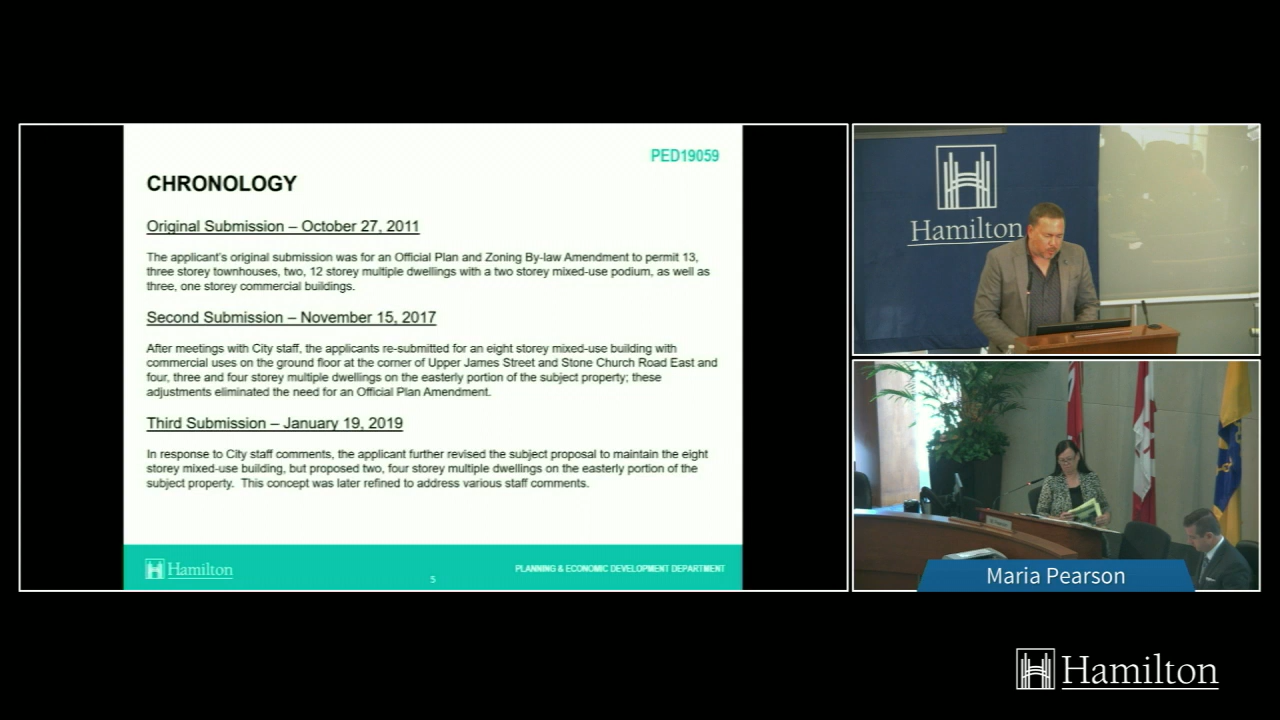 PED19059
CHRONOLOGY
Original Submission – October 27, 2011
The applicant's original submission was for an Official Plan and Zoning By-law Amendment to permit 13,
three storey townhouses, two, 12 storey multiple dwellings with a two storey mixed-use podium, as well as
three, one storey commercial buildings.
Second Submission – November 15, 2017
After meetings with City staff, the applicants re-submitted for an eight storey mixed-use building with
commercial uses on the ground floor at the corner of Upper James Street and Stone Church Road East and
four, three and four storey multiple dwellings on the easterly portion of the subject property; these
adjustments eliminated the need for an Official Plan Amendment.
Third Submission – January 19, 2019
In response to City staff comments, the applicant further revised the subject proposal to maintain the eight
storey mixed-use building, but proposed two, four storey multiple dwellings on the easterly portion of the
subject property. This concept was later refined to address various staff comments.
Hamilton
5
PLANNING & ECONOMIC DEVELOPMENT DEPARTMENT
Hamilton
Maria Pearson
Hamilton